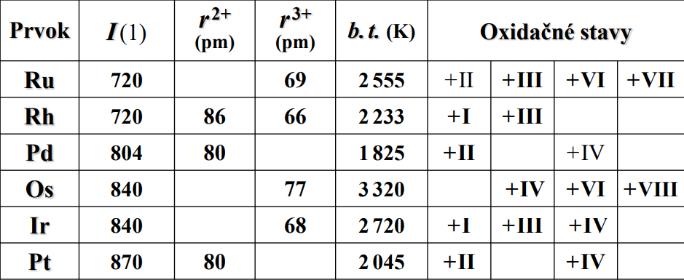 Prvok I(1) r²⁺ (pm) r³⁺ (pm) b. t. (K) Oxidačné stavy
Ru 720 69 2 555 +II +III +VI +VII
Rh 720 86 66 2 233 +I +III
Pd 804 80 1 825 +II +IV
Os 840 77 3 320 +IV +VI +VIII
Ir 840 68 2 720 +I +III +IV
Pt 870 80 2 045 +II +IV